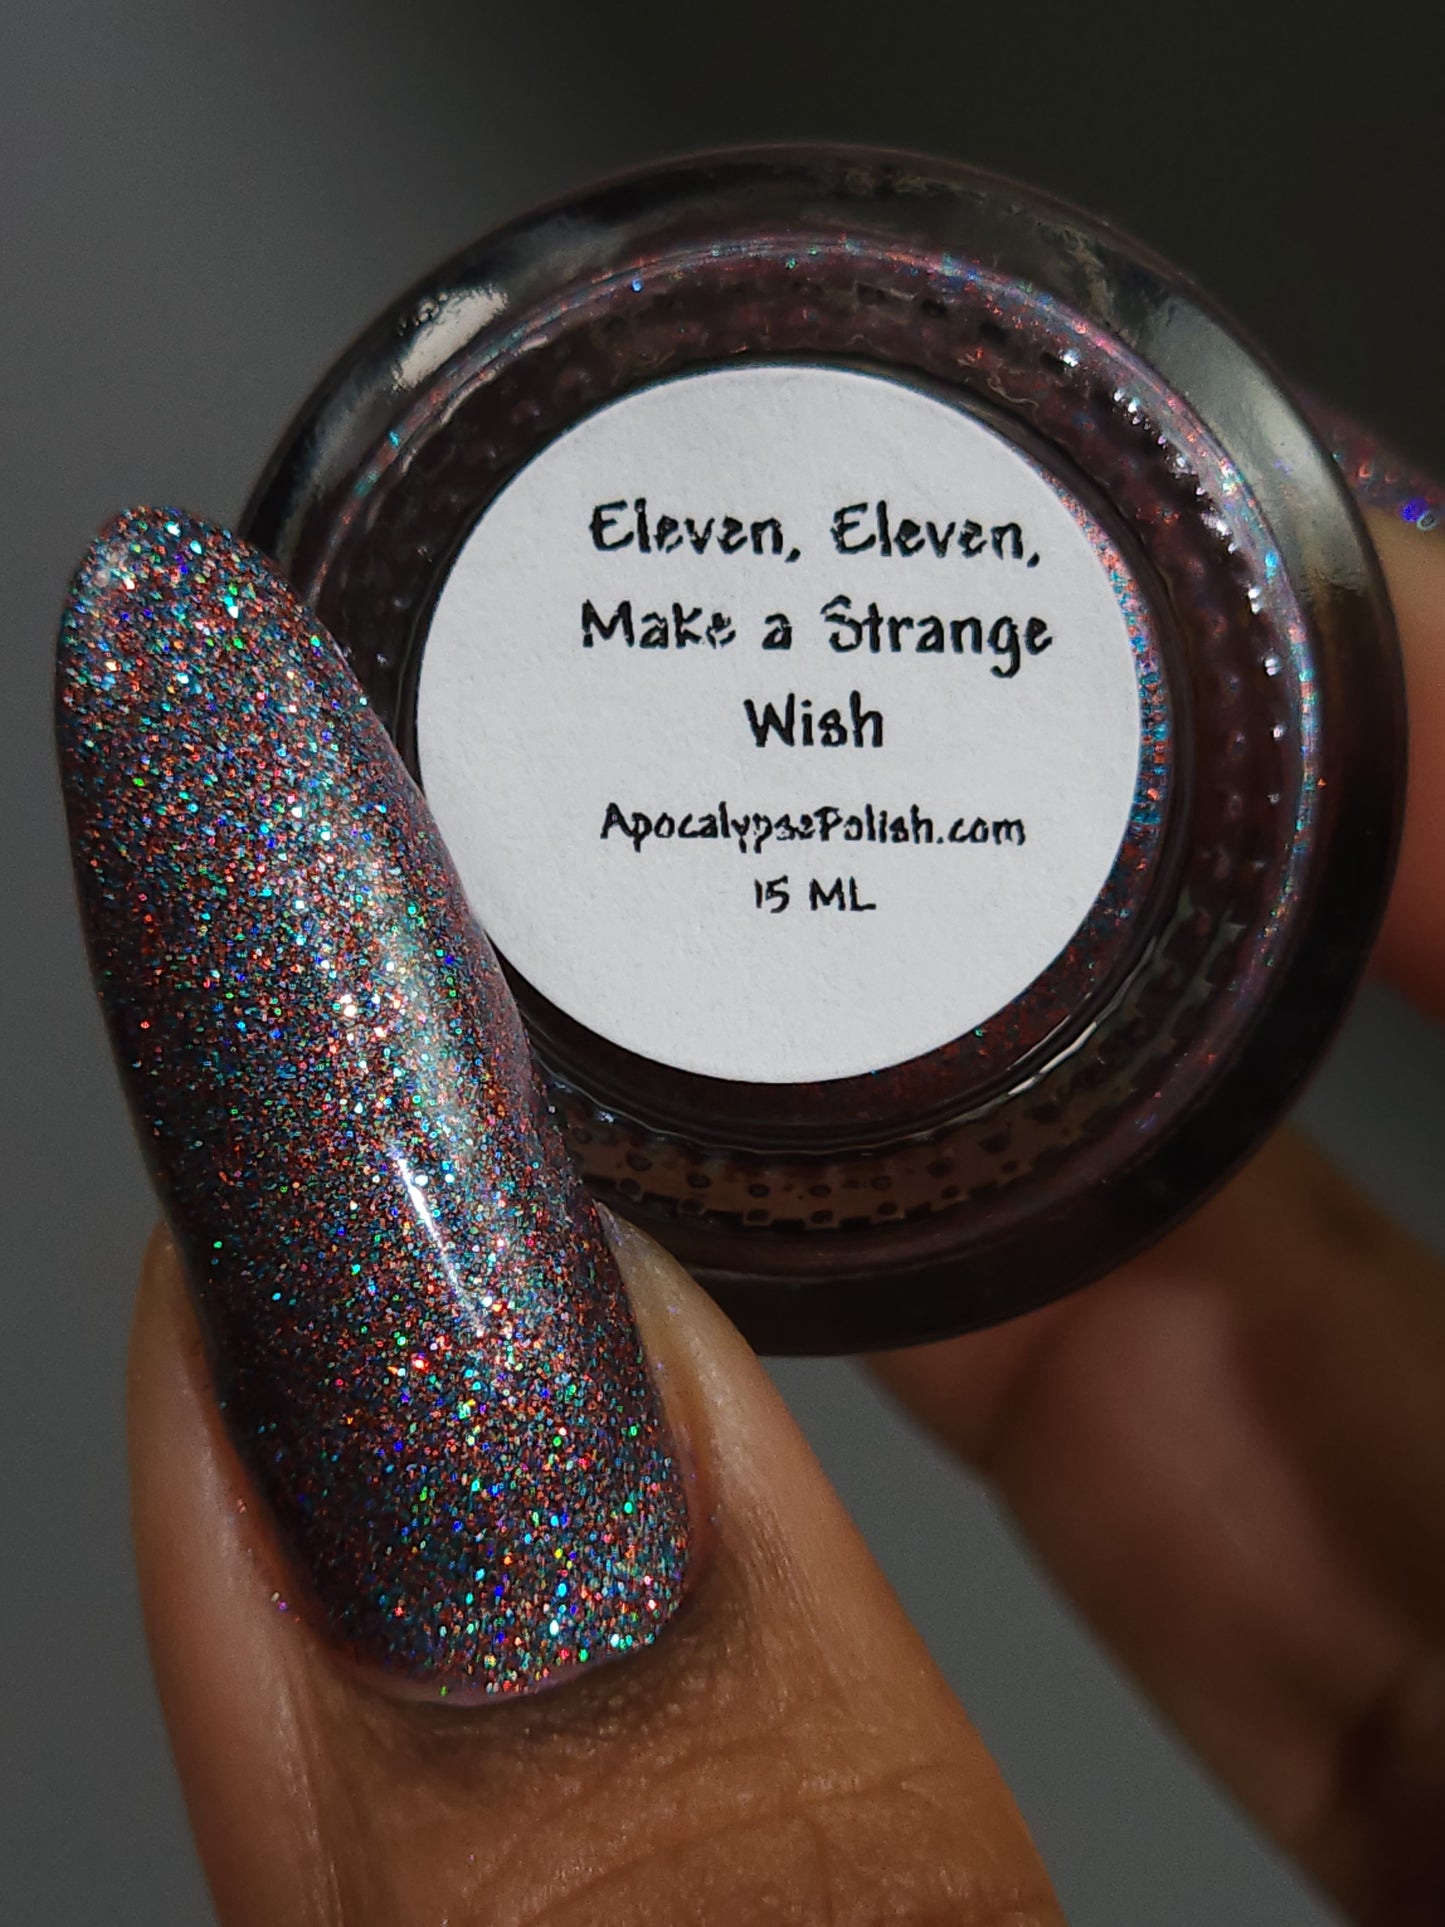 Eleven, Eleven,
Make a Strange
Wish
ApocalypsePolish.com
15 ML